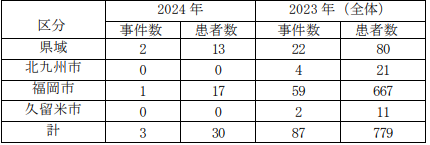 区分 2024 年 2023 年（全体）
事件数 患者数 事件数 患者数
県域 2 13 22 80
北九州市 0 0 4 21
福岡市 1 17 59 667
久留米市 0 0 2 11
計 3 30 87 779